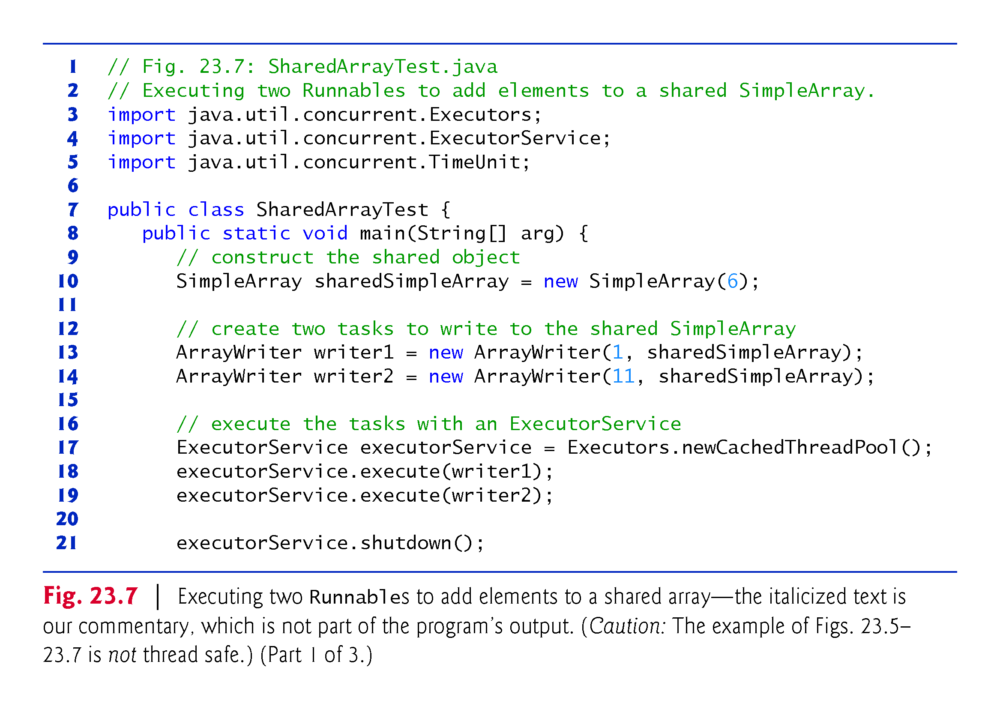 1 // Fig. 23.7: SharedArrayTest.java
2 // Executing two Runnables to add elements to a shared SimpleArray.
3 import java.util.concurrent.Executors;
4 import java.util.concurrent.ExecutorService;
5 import java.util.concurrent.TimeUnit;
6
7 public class SharedArrayTest {
8    public static void main(String[] arg) {
9       // construct the shared object
10       SimpleArray sharedSimpleArray = new SimpleArray(6);
11
12       // create two tasks to write to the shared SimpleArray
13       ArrayWriter writer1 = new ArrayWriter(1, sharedSimpleArray);
14       ArrayWriter writer2 = new ArrayWriter(11, sharedSimpleArray);
15
16       // execute the tasks with an ExecutorService
17       ExecutorService executorService = Executors.newCachedThreadPool();
18       executorService.execute(writer1);
19       executorService.execute(writer2);
20
21       executorService.shutdown();
Fig. 23.7 | Executing two Runnables to add elements to a shared array—the italicized text is
our commentary, which is not part of the program’s output. (Caution: The example of Figs. 23.5–
23.7 is not thread safe.) (Part 1 of 3.)